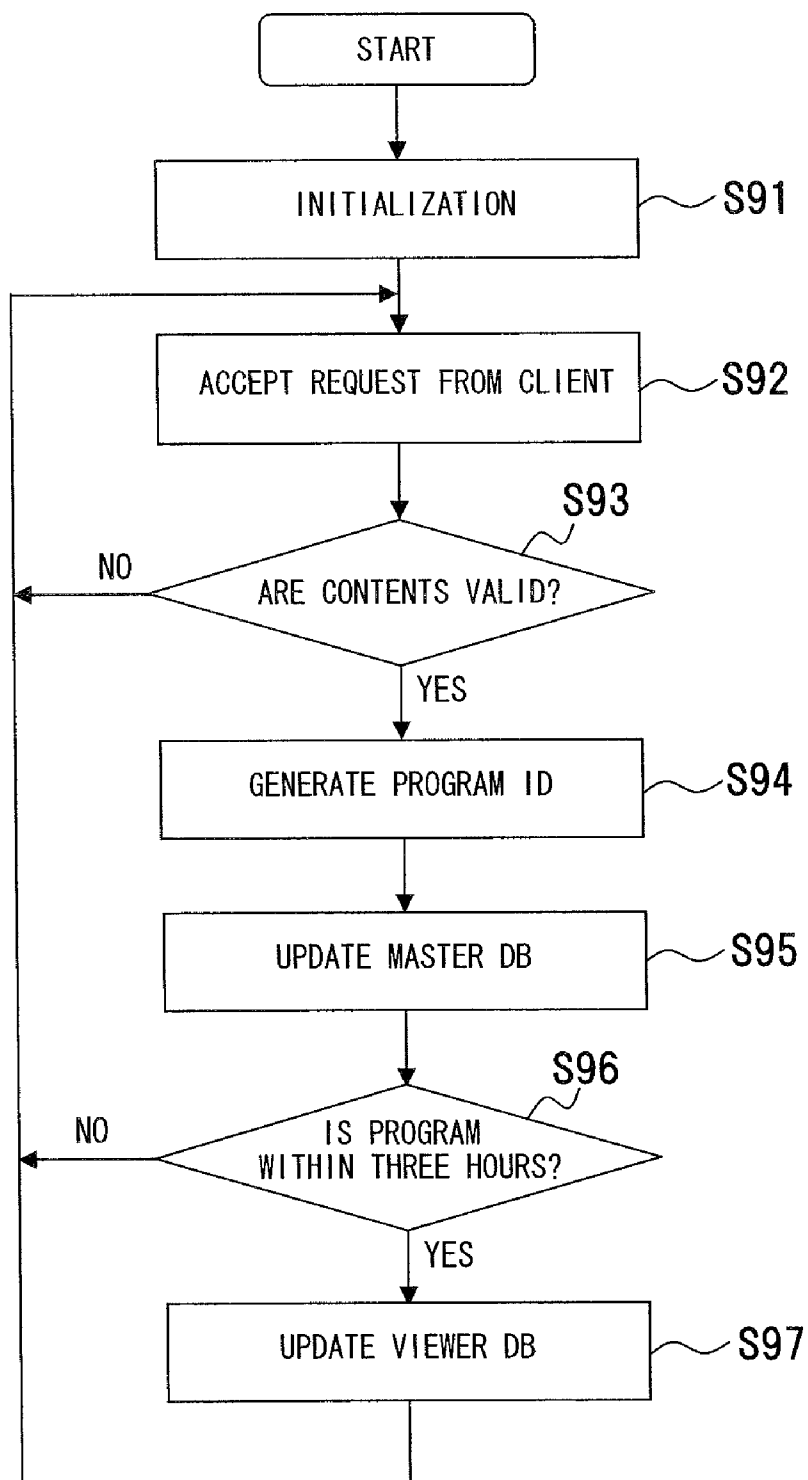 START
INITIALIZATION
S91
ACCEPT REQUEST FROM CLIENT
S92
S93
NO
ARE CONTENTS VALID?
YES
GENERATE PROGRAM ID
S94
UPDATE MASTER DB
S95
S96
NO
IS PROGRAM
WITHIN THREE HOURS?
YES
UPDATE VIEWER DB
S97